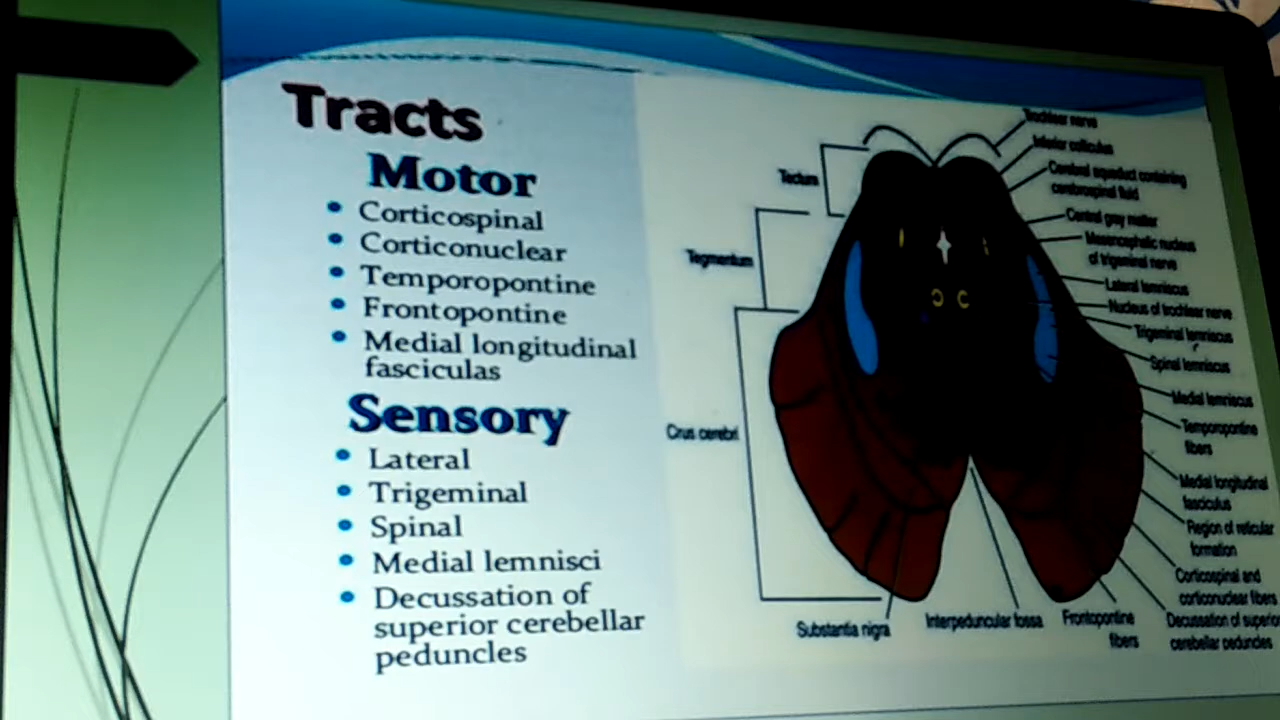 Tracts
Motor
Corticospinal
Corticonuclear
Temporopontine
Frontopontine
Medial longitudinal
fasciculas
Sensory
Lateral
Trigeminal
Spinal
Medial lemnisci
Decussation of
superior cerebellar
peduncles
Tectum
Tegmentum
Crus cerebri
Substantia nigra
Interpeduncular fossa
Frontopontine
fibers
Trochlear nerve
Inferior colliculus
Cerebral aqueduct containing
cerebrospinal fluid
Central gray matter
Mesencephalic nucleus
of trigeminal nerve
Lateral lemniscus
Nucleus of trochlear nerve
Trigeminal lemniscus
Spinal lemniscus
Medial lemniscus
Temporopontine
fibers
Medial longitudinal
fasciculus
Region of reticular
formation
Corticospinal and
corticonuclear fibers
Decussation of superior
cerebellar peduncles